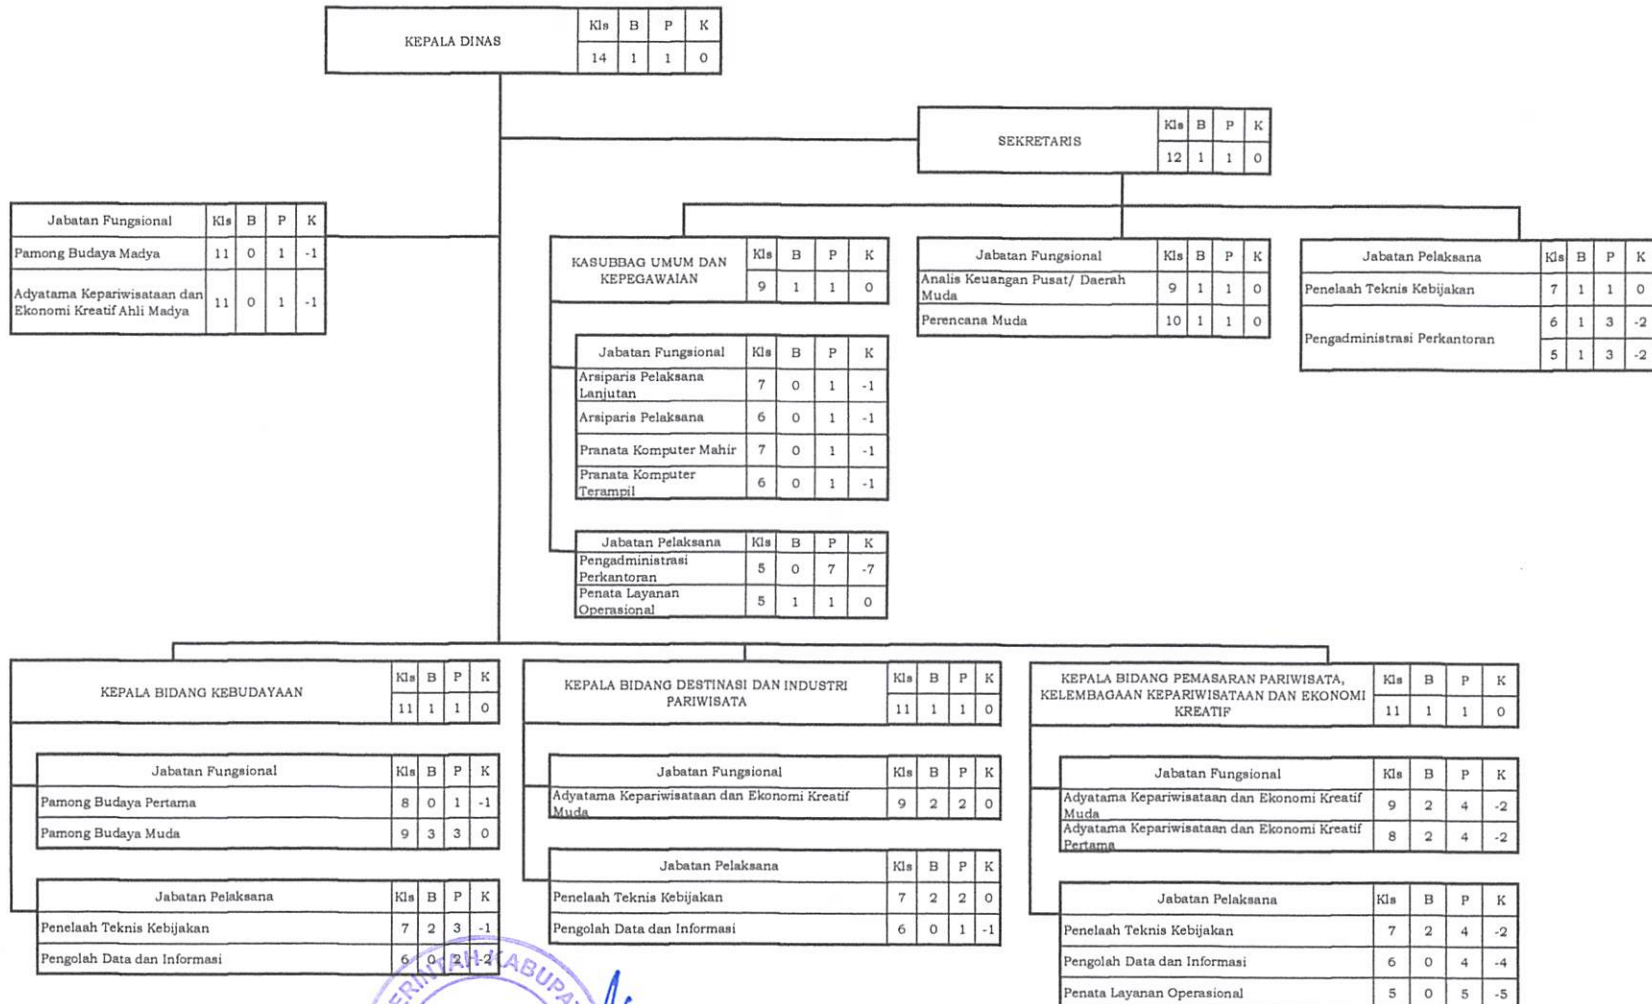 KEPALA DINAS Kls B P K
14 1 1 0
SEKRETARIS Kls B P K
12 1 1 0
Jabatan Fungsional Kls B P K
Pamong Budaya Madya 11 0 1 -1
Adyatama Kepariwisataan dan
Ekonomi Kreatif Ahli Madya 11 0 1 -1
KASUBBAG UMUM DAN
KEPEGAWAIAN Kls B P K
9 1 1 0
Jabatan Fungsional Kls B P K
Arsiparis Pelaksana
Lanjutan 7 0 1 -1
Arsiparis Pelaksana 6 0 1 -1
Pranata Komputer Mahir 7 0 1 -1
Pranata Komputer
Terampil 6 0 1 -1
Jabatan Pelaksana Kls B P K
Pengadministrasi
Perkantoran 5 0 7 -7
Penata Layanan
Operasional 5 1 1 0
Jabatan Fungsional Kls B P K
Analis Keuangan Pusat/ Daerah
Muda 9 1 1 0
Perencana Muda 10 1 1 0
Jabatan Pelaksana Kls B P K
Penelaah Teknis Kebijakan 7 1 1 0
Pengadministrasi Perkantoran 6 1 3 -2
5 1 3 -2
KEPALA BIDANG KEBUDAYAAN Kls B P K
11 1 1 0
Jabatan Fungsional Kls B P K
Pamong Budaya Pertama 8 0 1 -1
Pamong Budaya Muda 9 3 3 0
Jabatan Pelaksana Kls B P K
Penelaah Teknis Kebijakan 7 2 3 -1
Pengolah Data dan Informasi 6 0 2 -2
KEPALA BIDANG DESTINASI DAN INDUSTRI
PARIWISATA Kls B P K
11 1 1 0
Jabatan Fungsional Kls B P K
Adyatama Kepariwisataan dan Ekonomi Kreatif
Muda 9 2 2 0
Jabatan Pelaksana Kls B P K
Penelaah Teknis Kebijakan 7 2 2 0
Pengolah Data dan Informasi 6 0 1 -1
KEPALA BIDANG PEMASARAN PARIWISATA,
KELEMBAGAAN KEPARIWISATAAN DAN EKONOMI
KREATIF Kls B P K
11 1 1 0
Jabatan Fungsional Kls B P K
Adyatama Kepariwisataan dan Ekonomi Kreatif
Muda 9 2 4 -2
Adyatama Kepariwisataan dan Ekonomi Kreatif
Pertama 8 2 4 -2
Jabatan Pelaksana Kls B P K
Penelaah Teknis Kebijakan 7 2 4 -2
Pengolah Data dan Informasi 6 0 4 -4
Penata Layanan Operasional 5 0 5 -5